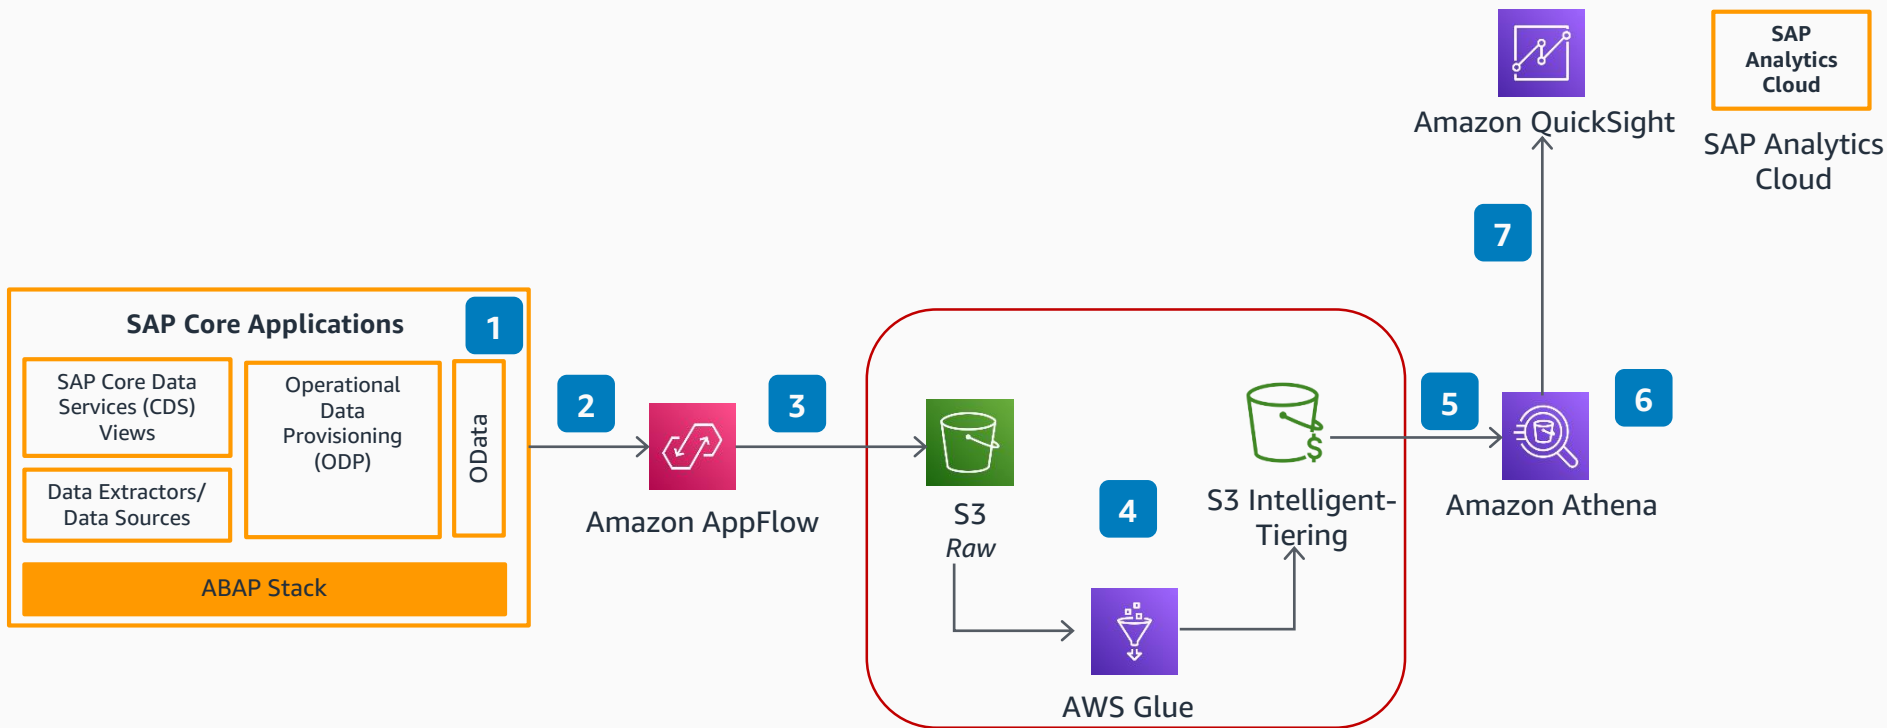 SAP
Analytics
Cloud
Amazon QuickSight
SAP Analytics
Cloud
7
SAP Core Applications
1
SAP Core Data
Services (CDS)
Views
Data Extractors/
Data Sources
Operational
Data
Provisioning
(ODP)
OData
ABAP Stack
2
Amazon AppFlow
3
S3
Raw
4
AWS Glue
S3 Intelligent-
Tiering
$
5
Amazon Athena
6